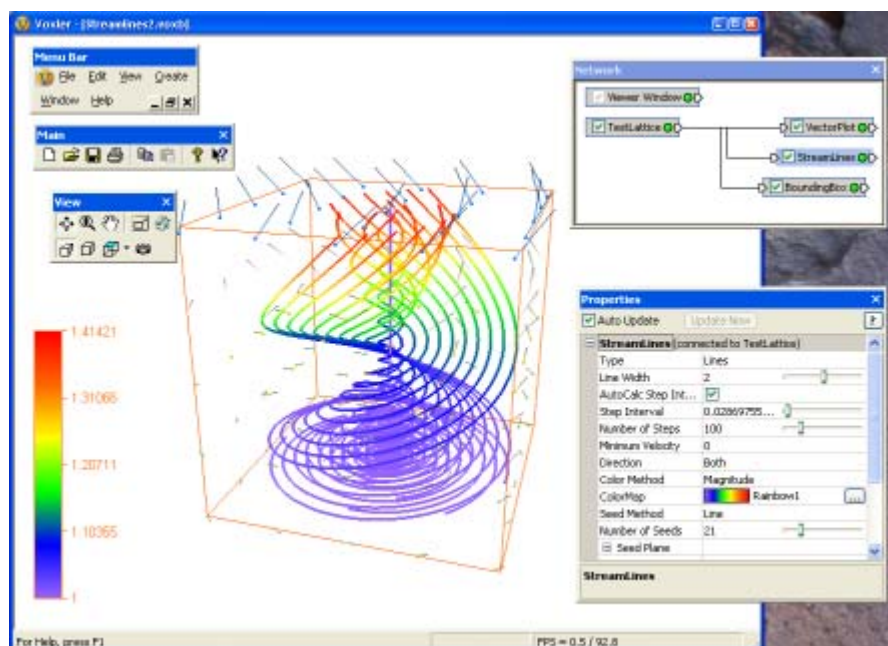 Voxler - [Streamlines2.voxb]
Menu Bar
File Edit View Create
Window Help
Main
View
1.41421
1.31066
1.20711
1.10355
1
Network
Viewer Window
TestLattice
VectorPlot
StreamLines
BoundingBox
Properties
Auto Update Update Now
StreamLines (connected to TestLattice)
Type Lines
Line Width 2
AutoCalc Step Int...
Step Interval 0.02869755...
Number of Steps 100
Minimum Velocity 0
Direction Both
Color Method Magnitude
ColorMap Rainbow1 ...
Seed Method Line
Number of Seeds 21
Seed Plane
StreamLines
For Help, press F1
FPS = 0.5 / 92.8